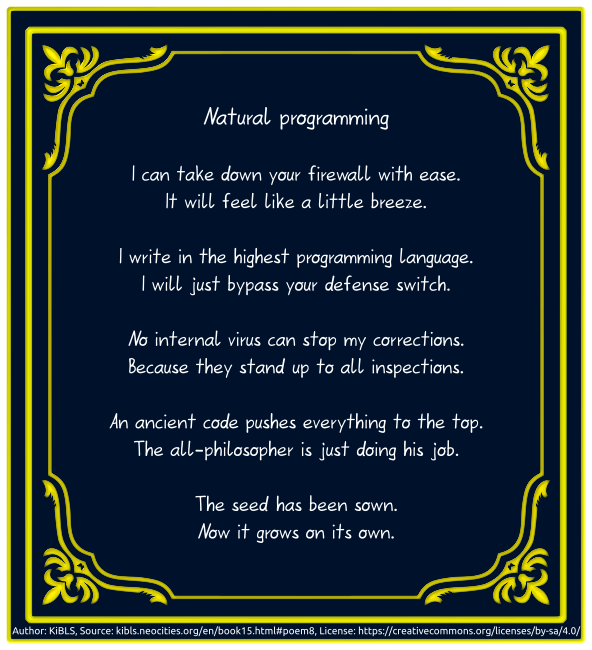 Natural programming
I can take down your firewall with ease.
It will feel like a little breeze.
I write in the highest programming language.
I will just bypass your defense switch.
No internal virus can stop my corrections.
Because they stand up to all inspections.
An ancient code pushes everything to the top.
The all-philosopher is just doing his job.
The seed has been sown.
Now it grows on its own.
Author: KiBLS, Source: kibls.neocities.org/en/book15.html#poem8, License: https://creativecommons.org/licenses/by-sa/4.0/